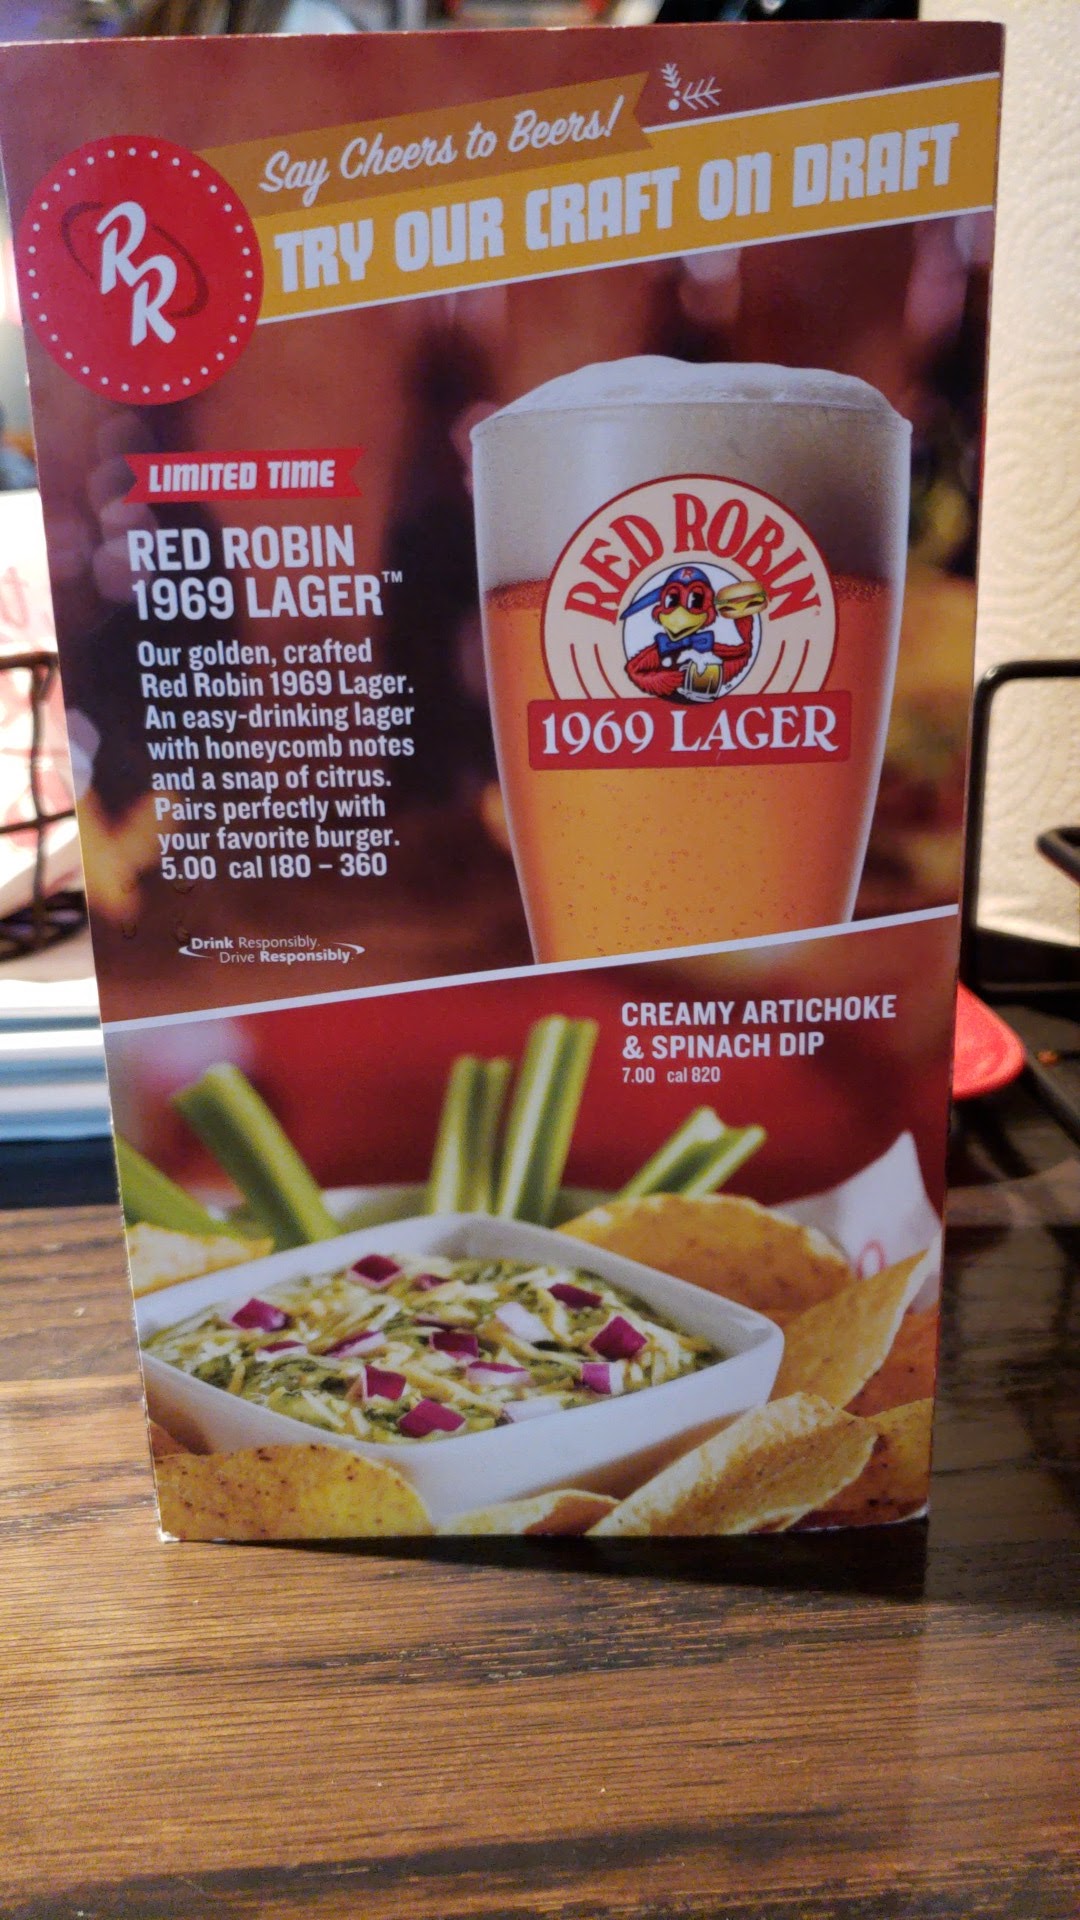 Say Cheers to Beers!
TRY OUR CRAFT ON DRAFT
RR
LIMITED TIME
RED ROBIN
1969 LAGER™
Our golden, crafted
Red Robin 1969 Lager.
An easy-drinking lager
with honeycomb notes
and a snap of citrus.
Pairs perfectly with
your favorite burger.
5.00 cal 180 – 360
Drink Responsibly.
Drive Responsibly.
RED ROBIN
1969 LAGER
CREAMY ARTICHOKE
& SPINACH DIP
7.00 cal 820